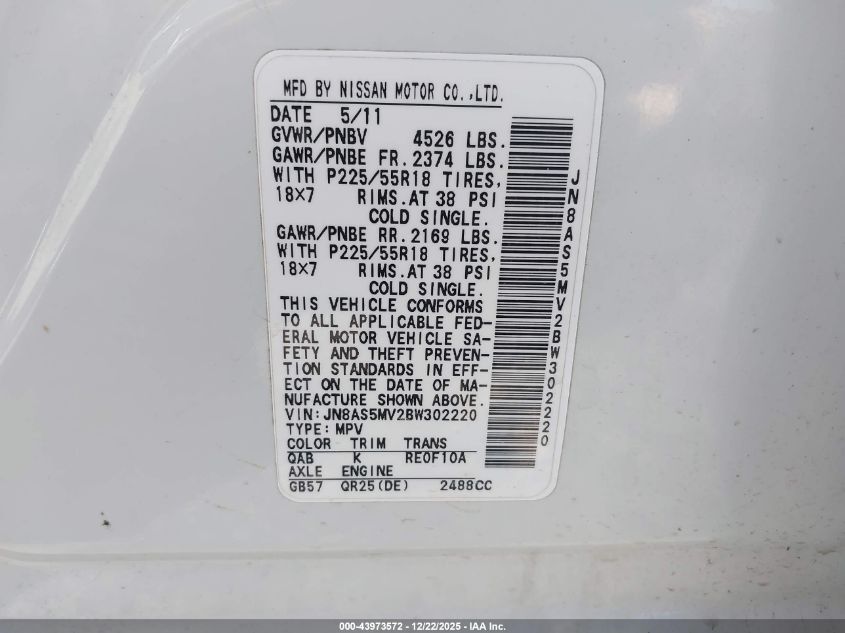 MFD BY NISSAN MOTOR CO.,LTD.
DATE 5/11
GVWR/PNBV 4526 LBS.
GAWR/PNBE FR. 2374 LBS.
WITH P225/55R18 TIRES,
18X7 RIMS.AT 38 PSI
COLD SINGLE.
GAWR/PNBE RR. 2169 LBS.
WITH P225/55R18 TIRES,
18X7 RIMS.AT 38 PSI
COLD SINGLE.
THIS VEHICLE CONFORMS
TO ALL APPLICABLE FED-
ERAL MOTOR VEHICLE SA-
FETY AND THEFT PREVEN-
TION STANDARDS IN EFF-
ECT ON THE DATE OF MA-
NUFACTURE SHOWN ABOVE.
VIN:JN8AS5MV2BW302220
TYPE:MPV
COLOR TRIM TRANS
QAB K RE0F10A
AXLE ENGINE
GB57 QR25(DE) 2488CC
JN8AS5MV2BW302220
000-43973572 - 12/22/2025 - IAA Inc.